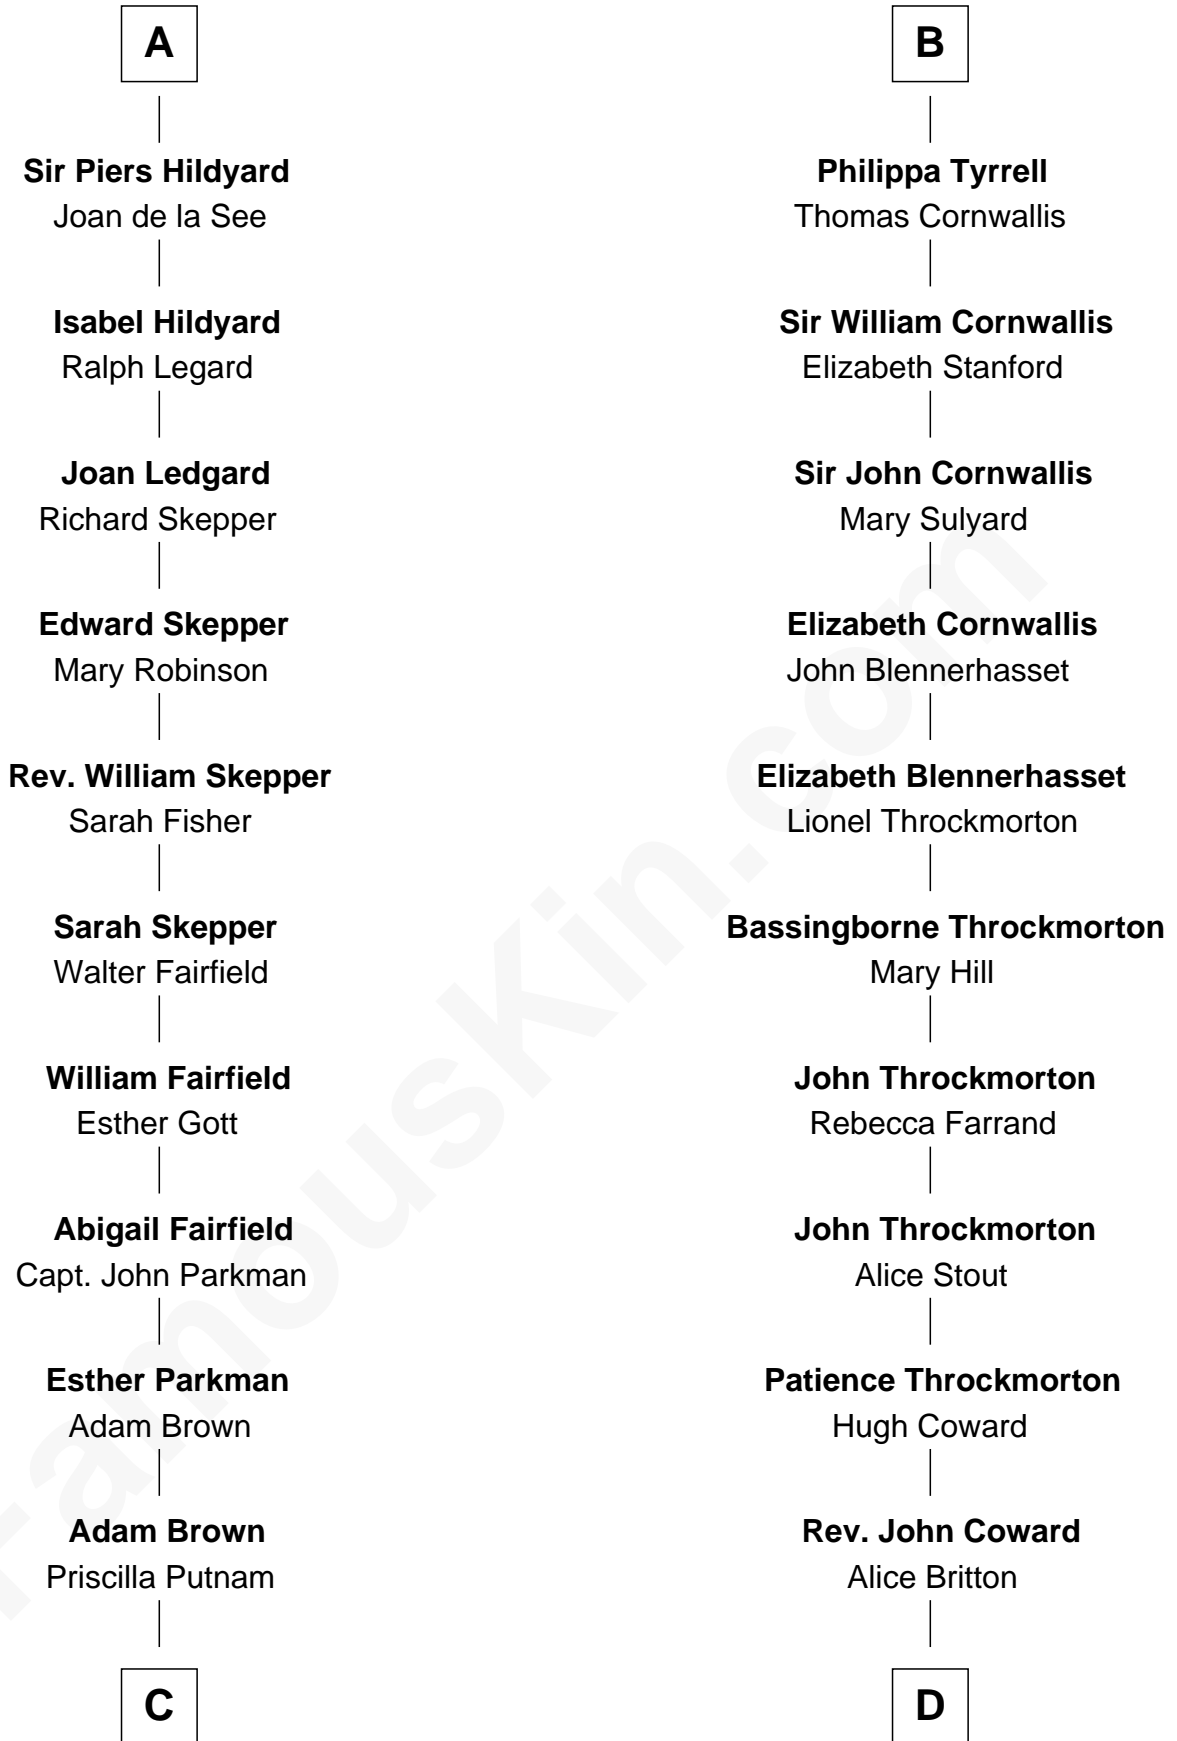 A
Sir Piers Hildyard
Joan de la See
Isabel Hildyard
Ralph Legard
Joan Ledgard
Richard Skepper
Edward Skepper
Mary Robinson
Rev. William Skepper
Sarah Fisher
Sarah Skepper
Walter Fairfield
William Fairfield
Esther Gott
Abigail Fairfield
Capt. John Parkman
Esther Parkman
Adam Brown
Adam Brown
Priscilla Putnam
C
B
Philippa Tyrrell
Thomas Cornwallis
Sir William Cornwallis
Elizabeth Stanford
Sir John Cornwallis
Mary Sulyard
Elizabeth Cornwallis
John Blennerhasset
Elizabeth Blennerhasset
Lionel Throckmorton
Bassingborne Throckmorton
Mary Hill
John Throckmorton
Rebecca Farrand
John Throckmorton
Alice Stout
Patience Throckmorton
Hugh Coward
Rev. John Coward
Alice Britton
D
FamousKin.com